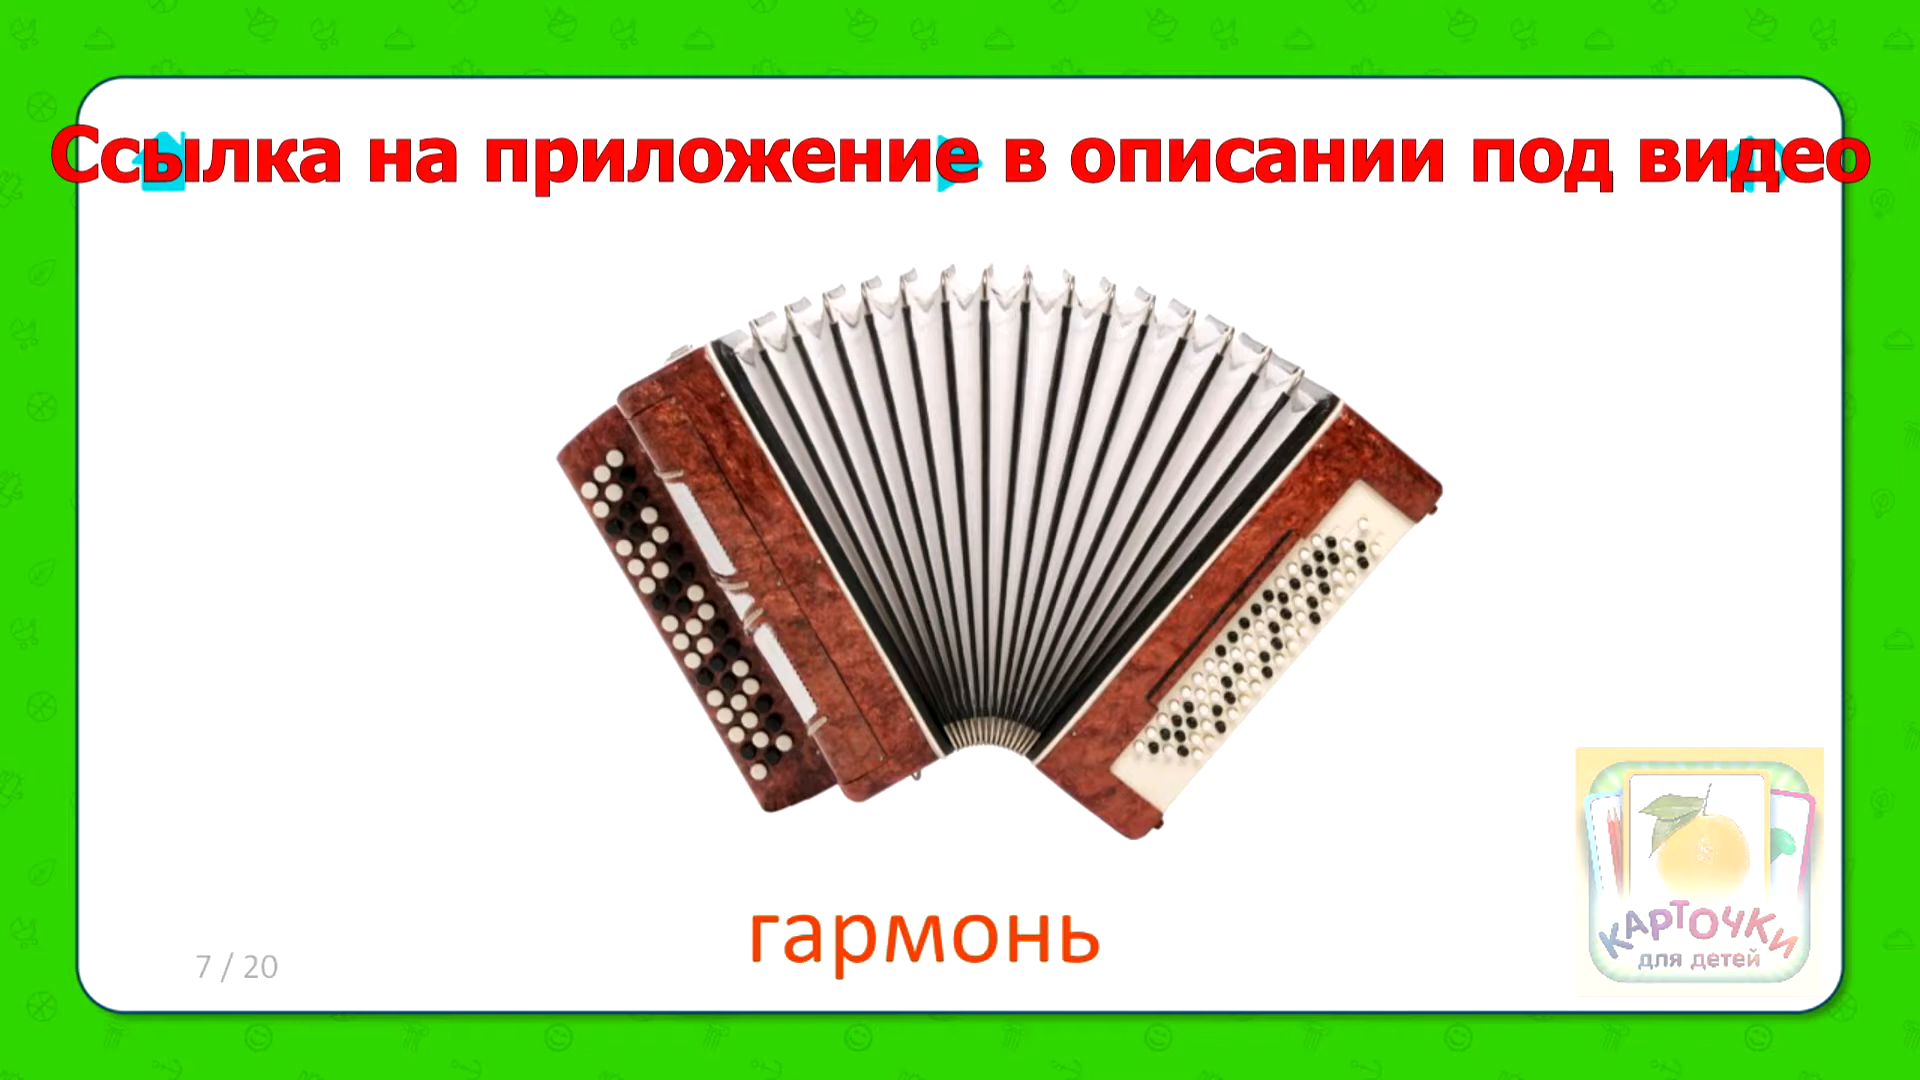 Ссылка на приложение в описании под видео
гармонь
7 / 20
КАРТОЧКИ
для детей